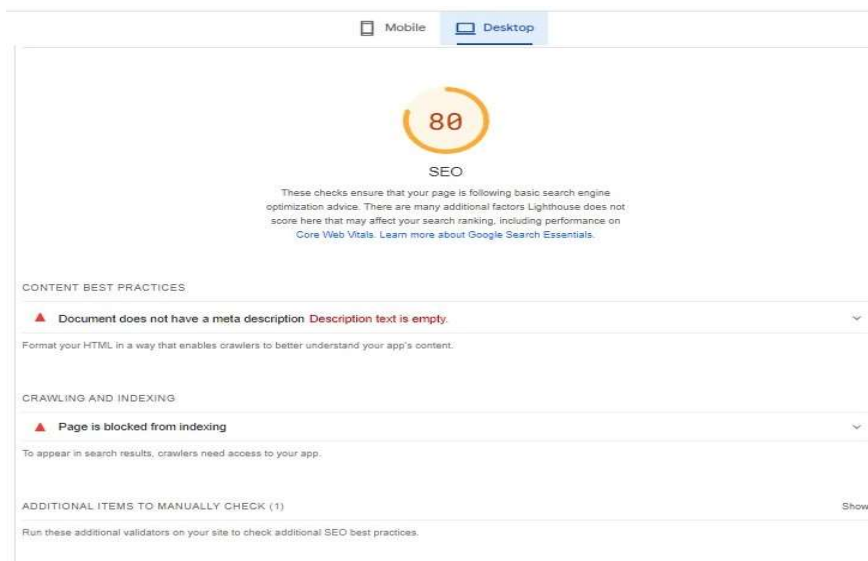 Mobile Desktop
80
SEO
These checks ensure that your page is following basic search engine
optimization advice. There are many additional factors Lighthouse does not
score here that may affect your search ranking, including performance on
Core Web Vitals. Learn more about Google Search Essentials.
CONTENT BEST PRACTICES
Document does not have a meta description Description text is empty.
Format your HTML in a way that enables crawlers to better understand your app's content.
CRAWLING AND INDEXING
Page is blocked from indexing
To appear in search results, crawlers need access to your app.
ADDITIONAL ITEMS TO MANUALLY CHECK (1) Show
Run these additional validators on your site to check additional SEO best practices.